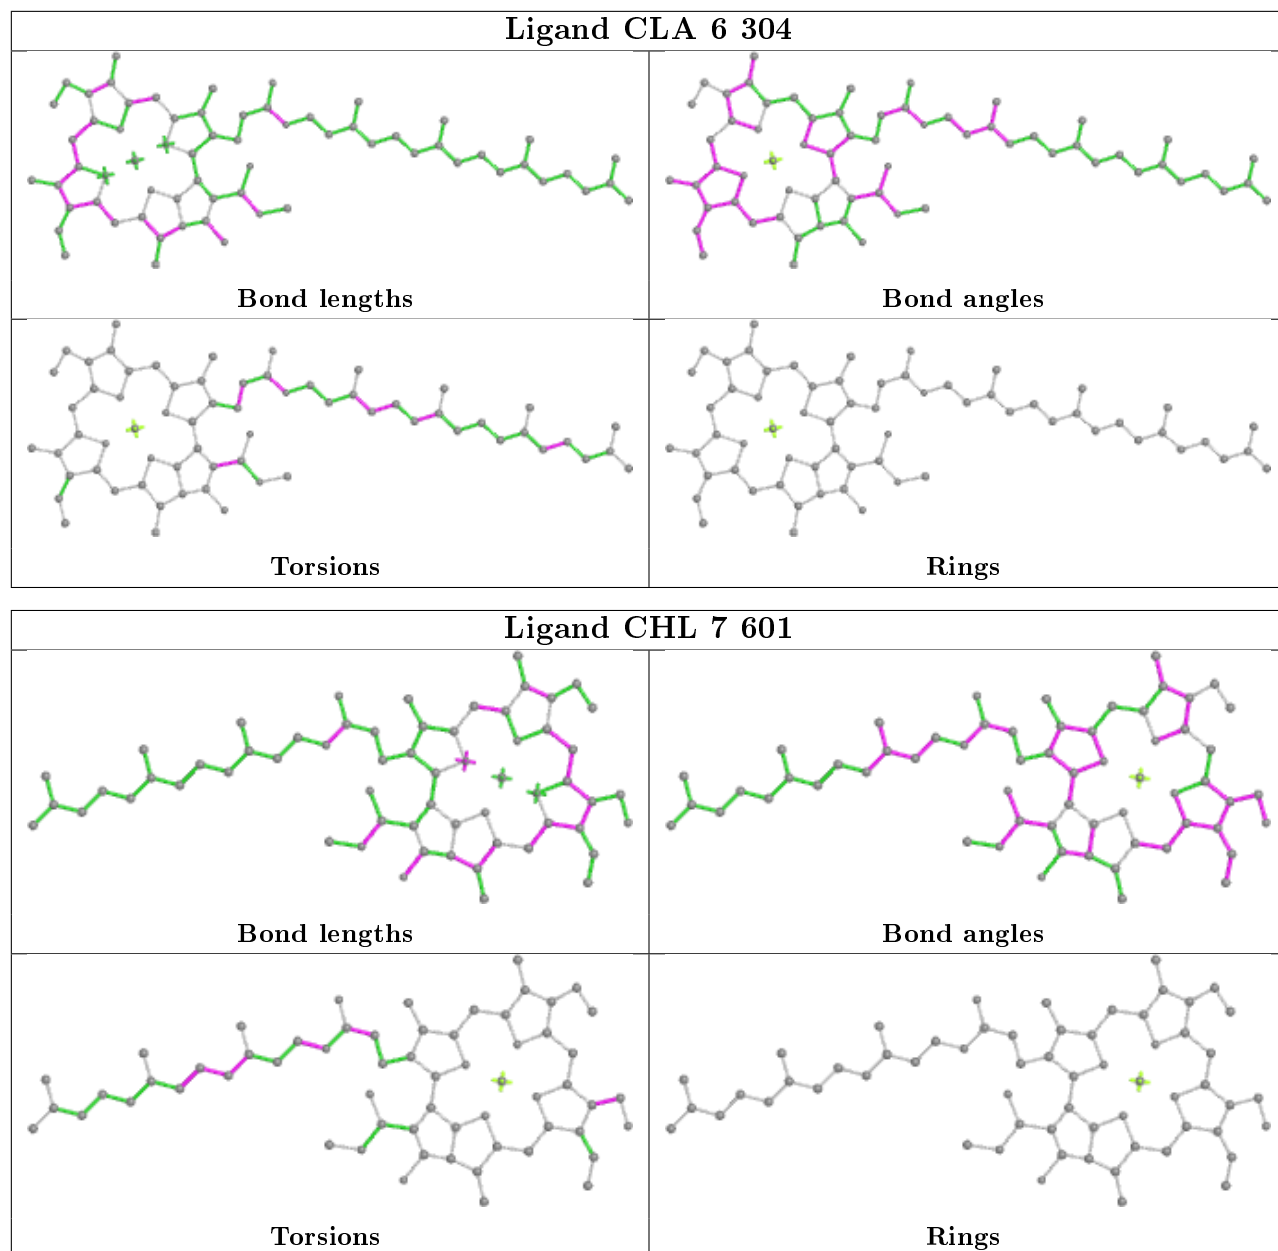 Ligand CLA 6 304
Bond lengths
Bond angles
Torsions
Rings
Ligand CHL 7 601
Bond lengths
Bond angles
Torsions
Rings